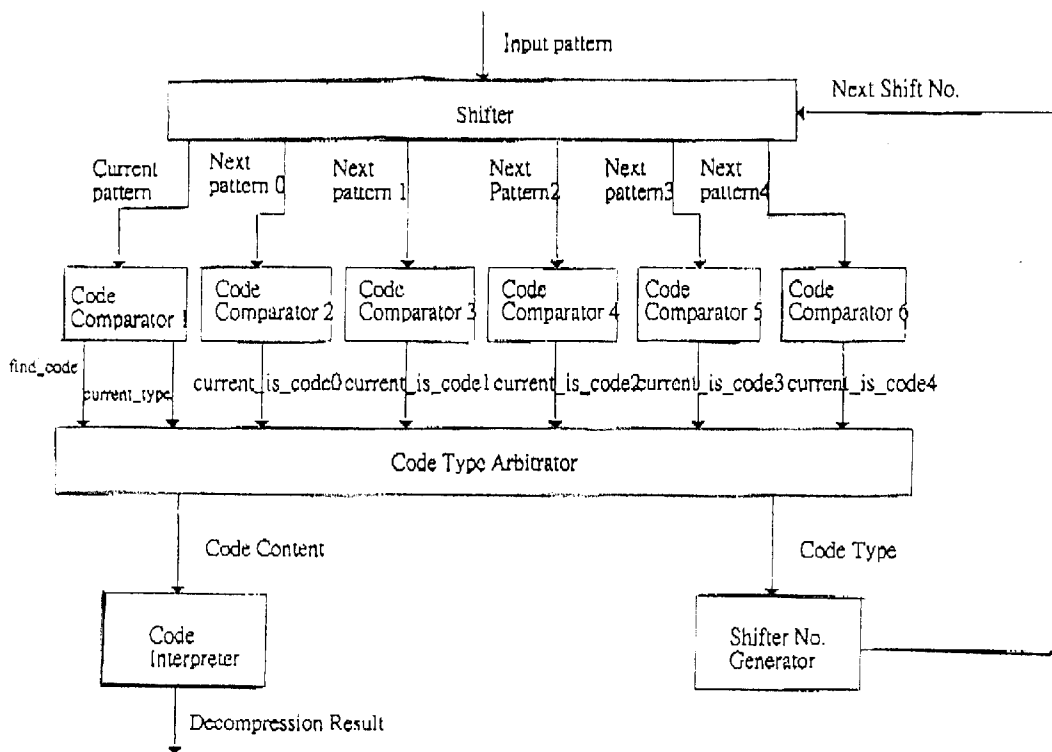 Input pattern
Next Shift No.
Shifter
Current
pattern
Next
pattern 0
Next
pattern 1
Next
Pattern2
Next
pattern3
Next
pattern4
Code
Comparator 1
Code
Comparator 2
Code
Comparator 3
Code
Comparator 4
Code
Comparator 5
Code
Comparator 6
find_code
current_type
current_is_code0
current_is_code1
current_is_code2
current_is_code3
current_is_code4
Code Type Arbitrator
Code Content
Code Type
Code
Interpreter
Shifter No.
Generator
Decompression Result